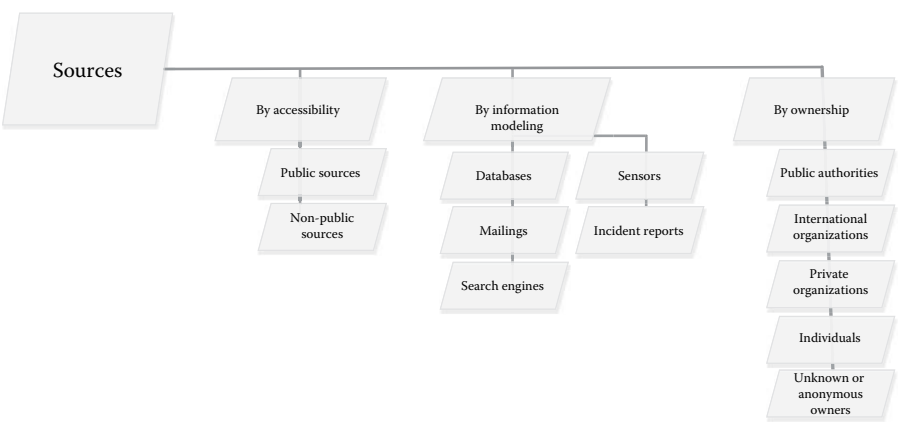 Sources
By accessibility
Public sources
Non-public
sources
By information
modeling
Databases
Mailings
Search engines
Sensors
Incident reports
By ownership
Public authorities
International
organizations
Private
organizations
Individuals
Unknown or
anonymous
owners